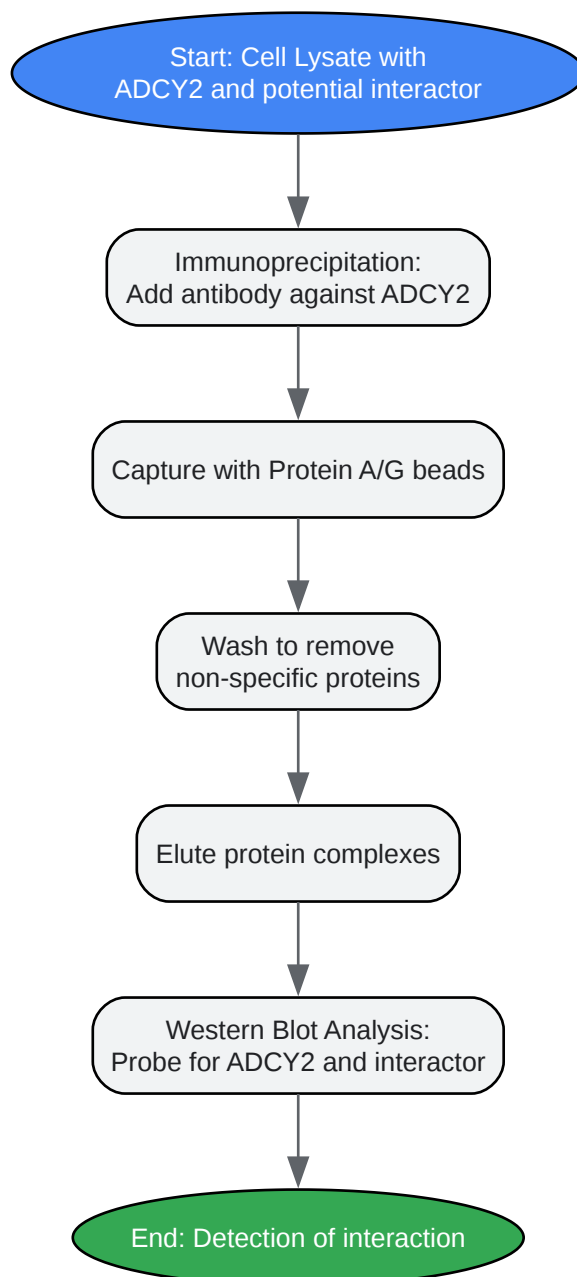 Start: Cell Lysate with
ADCY2 and potential interactor
Immunoprecipitation:
Add antibody against ADCY2
Capture with Protein A/G beads
Wash to remove
non-specific proteins
Elute protein complexes
Western Blot Analysis:
Probe for ADCY2 and interactor
End: Detection of interaction